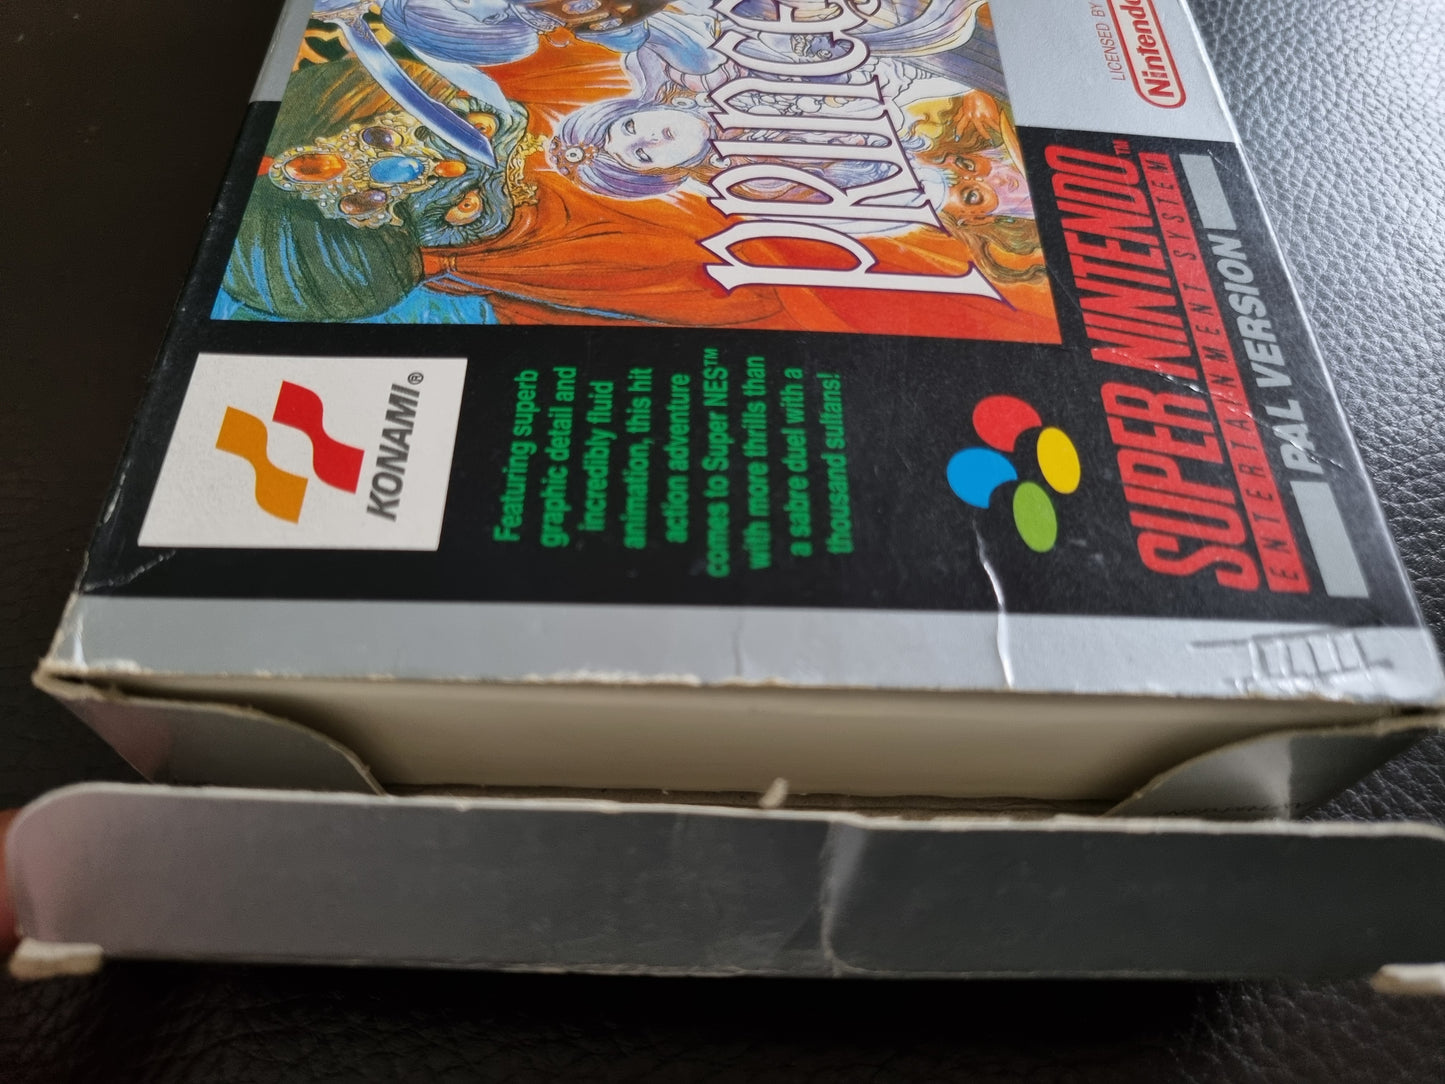 PRINCE
LICENSED BY
Nintendo
SUPER NINTENDO™
ENTERTAINMENT SYSTEM
PAL VERSION
KONAMI®
Featuring superb
graphic detail and
incredibly fluid
animation, this hit
action adventure
comes to Super NES™
with more thrills than
a sabre duel with a
thousand sultans!